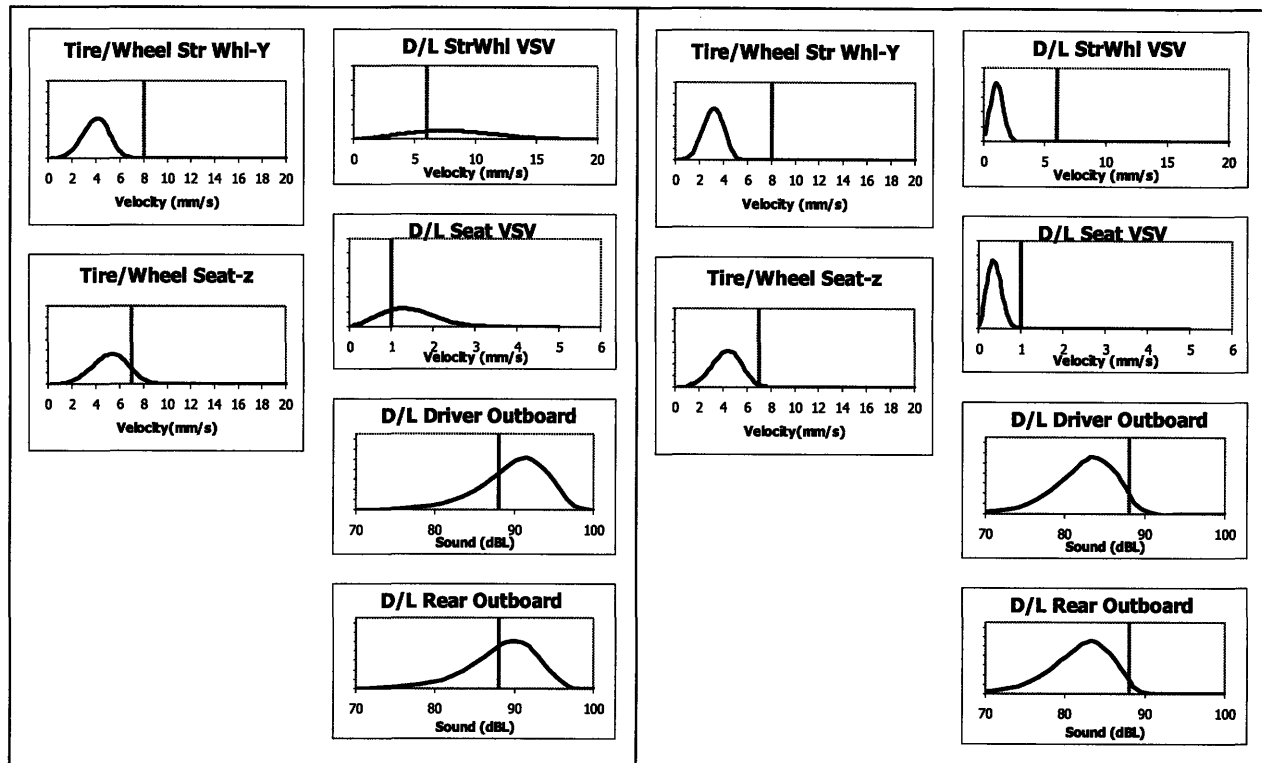 Tire/Wheel Str Whl-Y
0 2 4 6 8 10 12 14 16 18 20
Velocity (mm/s)
Tire/Wheel Seat-z
0 2 4 6 8 10 12 14 16 18 20
Velocity(mm/s)
D/L StrWhl VSV
0 5 10 15 20
Velocity (mm/s)
D/L Seat VSV
0 1 2 3 4 5 6
Velocity (mm/s)
D/L Driver Outboard
70 80 90 100
Sound (dBL)
D/L Rear Outboard
70 80 90 100
Sound (dBL)
Tire/Wheel Str Whl-Y
0 2 4 6 8 10 12 14 16 18 20
Velocity (mm/s)
Tire/Wheel Seat-z
0 2 4 6 8 10 12 14 16 18 20
Velocity(mm/s)
D/L StrWhl VSV
0 5 10 15 20
Velocity (mm/s)
D/L Seat VSV
0 1 2 3 4 5 6
Velocity (mm/s)
D/L Driver Outboard
70 80 90 100
Sound (dBL)
D/L Rear Outboard
70 80 90 100
Sound (dBL)